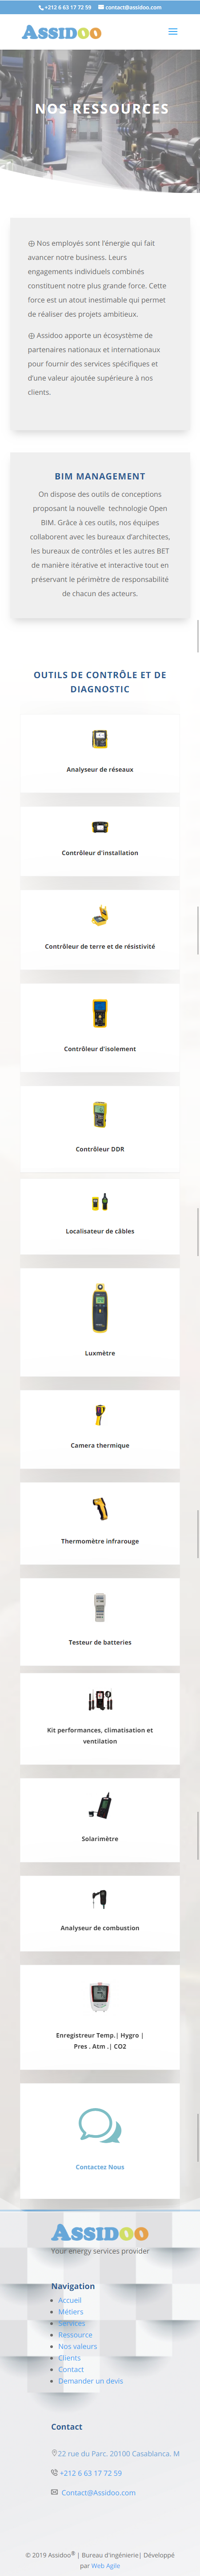 +212 6 63 17 72 59 contact@assidoo.com
ASSIDOO
NOS RESSOURCES
Nos employés sont l'énergie qui fait
avancer notre business. Leurs
engagements individuels combinés
constituent notre plus grande force. Cette
force est un atout inestimable qui permet
de réaliser des projets ambitieux.
Assidoo apporte un écosystème de
partenaires nationaux et internationaux
pour fournir des services spécifiques et
d'une valeur ajoutée supérieure à nos
clients.
BIM MANAGEMENT
On dispose des outils de conceptions
proposant la nouvelle technologie Open
BIM. Grâce à ces outils, nos équipes
collaborent avec les bureaux d'architectes,
les bureaux de contrôles et les autres BET
de manière itérative et interactive tout en
préservant le périmètre de responsabilité
de chacun des acteurs.
OUTILS DE CONTRÔLE ET DE
DIAGNOSTIC
Analyseur de réseaux
Contrôleur d'installation
Contrôleur de terre et de résistivité
Contrôleur d'isolement
Contrôleur DDR
Localisateur de câbles
Luxmètre
Camera thermique
Thermomètre infrarouge
Testeur de batteries
Kit performances, climatisation et
ventilation
Solarimètre
Analyseur de combustion
Enregistreur Temp.| Hygro |
Pres . Atm .| CO2
Contactez Nous
ASSIDOO
Your energy services provider
Navigation
Accueil
Métiers
Services
Ressource
Nos valeurs
Clients
Contact
Demander un devis
Contact
22 rue du Parc. 20100 Casablanca. M
+212 6 63 17 72 59
Contact@Assidoo.com
© 2019 Assidoo® | Bureau d'Ingénierie| Développé
par Web Agile